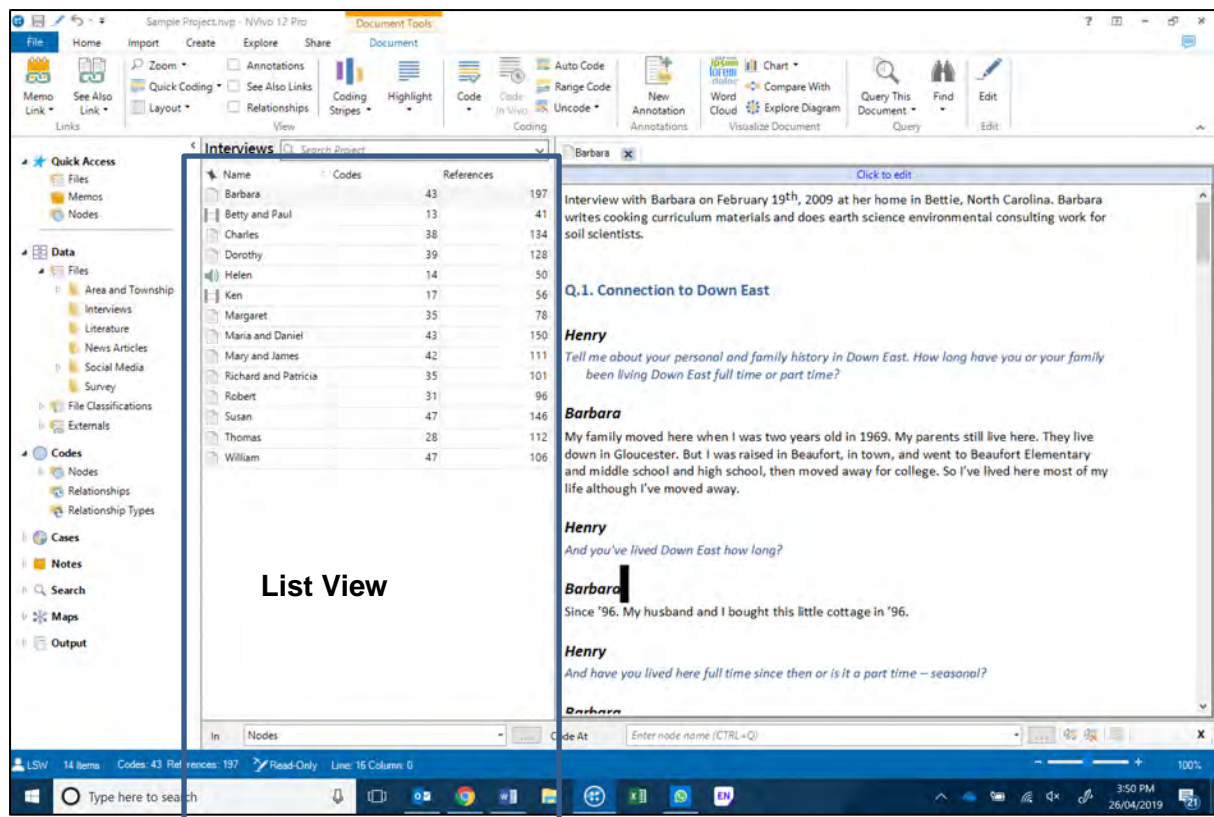 Sample Project.nvp - NVivo 12 Pro
Document Tools
File Home Import Create Explore Share Document
Memo Link
See Also Link
Links
Zoom
Quick Coding
Layout
Annotations
See Also Links
Relationships
View
Coding Stripes
Highlight
Code
Code In Vivo
Auto Code
Range Code
Uncode
Coding
New Annotation
Annotations
Word Cloud
Chart
Compare With
Explore Diagram
Visualize Document
Query This Document
Find
Query
Edit
Edit
Quick Access
Files
Memos
Nodes
Data
Files
Area and Township
Interviews
Literature
News Articles
Social Media
Survey
File Classifications
Externals
Codes
Nodes
Relationships
Relationship Types
Cases
Notes
Search
Maps
Output
Interviews Search Project
Name Codes References
Barbara 43 197
Betty and Paul 13 41
Charles 38 134
Dorothy 39 128
Helen 14 50
Ken 17 56
Margaret 35 78
Maria and Daniel 43 150
Mary and James 42 111
Richard and Patricia 35 101
Robert 31 96
Susan 47 146
Thomas 28 112
William 47 106
List View
Barbara
Click to edit
Interview with Barbara on February 19th, 2009 at her home in Bettie, North Carolina. Barbara
writes cooking curriculum materials and does earth science environmental consulting work for
soil scientists.
Q.1. Connection to Down East
Henry
Tell me about your personal and family history in Down East. How long have you or your family
been living Down East full time or part time?
Barbara
My family moved here when I was two years old in 1969. My parents still live here. They live
down in Gloucester. But I was raised in Beaufort, in town, and went to Beaufort Elementary
and middle school and high school, then moved away for college. So I've lived here most of my
life although I've moved away.
Henry
And you've lived Down East how long?
Barbara
Since '96. My husband and I bought this little cottage in '96.
Henry
And have you lived here full time since then or is it a part time – seasonal?
Barbara
In Nodes
Code At Enter node name (CTRL+Q)
X
LSW 14 Items Codes: 43 References: 197 Read-Only Line: 16 Column: 0
100%
Type here to search
EN
3:50 PM
26/04/2019
21